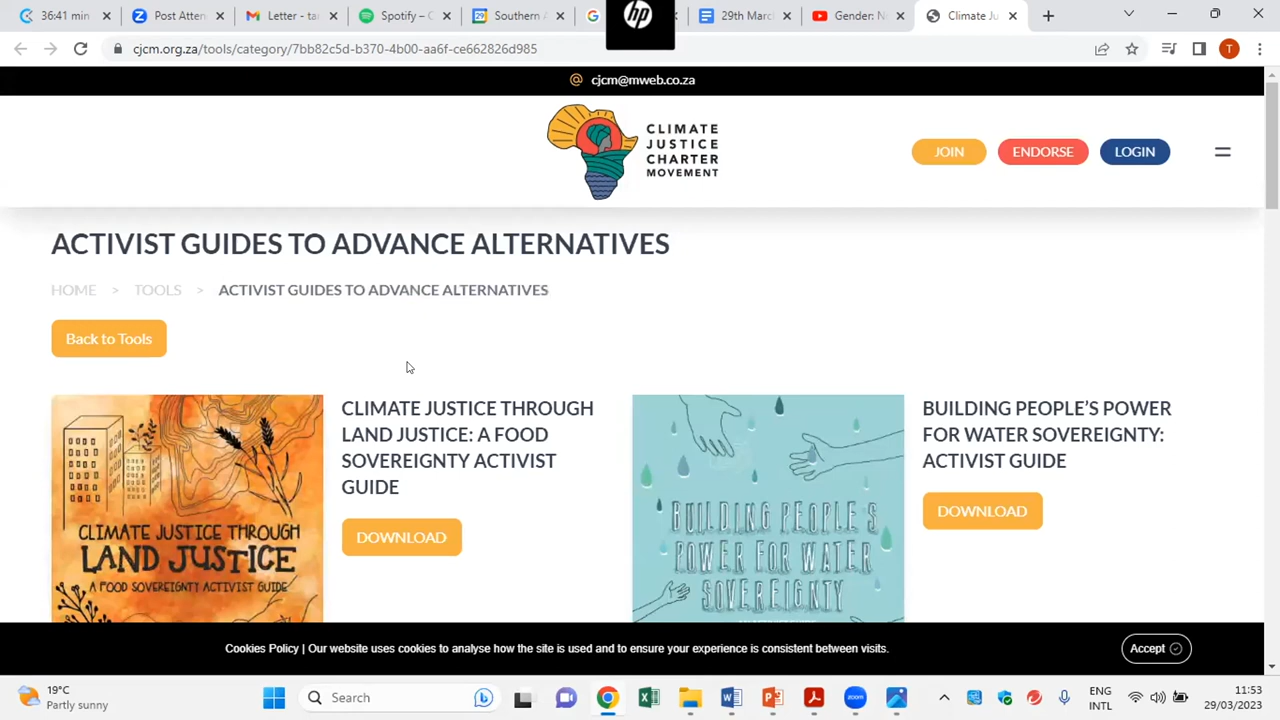 36:41 min
Post Atten
Letter - tan
Spotify – C
Southern A
29th March
Gender: No
Climate Ju
cjcm.org.za/tools/category/7bb82c5d-b370-4b00-aa6f-ce662826d985
T
@ cjcm@mweb.co.za
CLIMATE
JUSTICE
CHARTER
MOVEMENT
JOIN
ENDORSE
LOGIN
ACTIVIST GUIDES TO ADVANCE ALTERNATIVES
HOME > TOOLS > ACTIVIST GUIDES TO ADVANCE ALTERNATIVES
Back to Tools
CLIMATE JUSTICE THROUGH
LAND JUSTICE
A FOOD SOVEREIGNTY ACTIVIST GUIDE
CLIMATE JUSTICE THROUGH
LAND JUSTICE: A FOOD
SOVEREIGNTY ACTIVIST
GUIDE
DOWNLOAD
BUILDING PEOPLE'S
POWER FOR WATER
SOVEREIGNTY
BUILDING PEOPLE’S POWER
FOR WATER SOVEREIGNTY:
ACTIVIST GUIDE
DOWNLOAD
Cookies Policy | Our website uses cookies to analyse how the site is used and to ensure your experience is consistent between visits.
Accept
19°C
Partly sunny
Search
zoom
ENG
INTL
11:53
29/03/2023